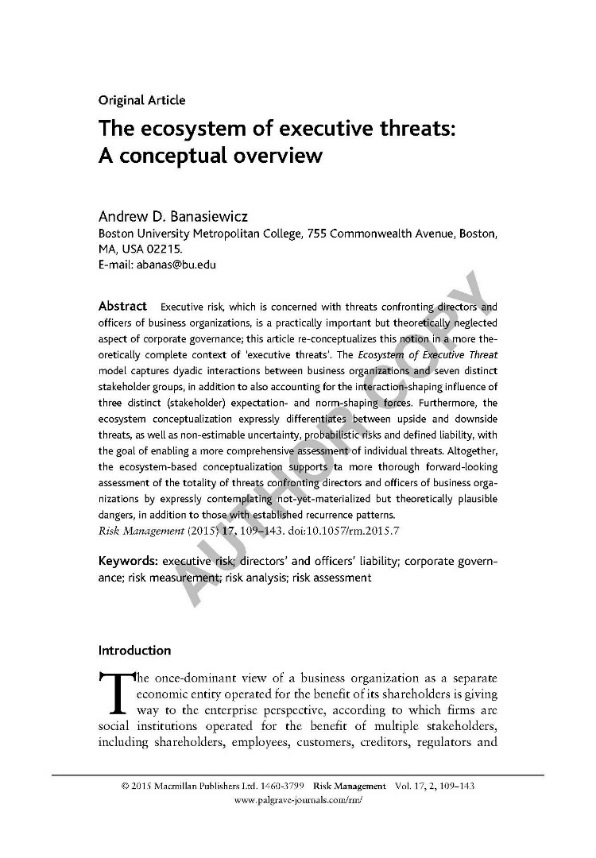 Original Article
The ecosystem of executive threats:
A conceptual overview
Andrew D. Banasiewicz
Boston University Metropolitan College, 755 Commonwealth Avenue, Boston,
MA, USA 02215.
E-mail: abanas@bu.edu
Abstract Executive risk, which is concerned with threats confronting directors and
officers of business organizations, is a practically important but theoretically neglected
aspect of corporate governance; this article re-conceptualizes this notion in a more the-
oretically complete context of 'executive threats'. The Ecosystem of Executive Threat
model captures dyadic interactions between business organizations and seven distinct
stakeholder groups, in addition to also accounting for the interaction-shaping influence of
three distinct (stakeholder) expectation- and norm-shaping forces. Furthermore, the
ecosystem conceptualization expressly differentiates between upside and downside
threats, as well as non-estimable uncertainty, probabilistic risks and defined liability, with
the goal of enabling a more comprehensive assessment of individual threats. Altogether,
the ecosystem-based conceptualization supports ta more thorough forward-looking
assessment of the totality of threats confronting directors and officers of business orga-
nizations by expressly contemplating not-yet-materialized but theoretically plausible
dangers, in addition to those with established recurrence patterns.
Risk Management (2015) 17, 109–143. doi:10.1057/rm.2015.7
Keywords: executive risk; directors' and officers' liability; corporate govern-
ance; risk measurement; risk analysis; risk assessment
AUTHOR COPY
Introduction
The once-dominant view of a business organization as a separate
economic entity operated for the benefit of its shareholders is giving
way to the enterprise perspective, according to which firms are
social institutions operated for the benefit of multiple stakeholders,
including shareholders, employees, customers, creditors, regulators and
© 2015 Macmillan Publishers Ltd. 1460-3799 Risk Management Vol. 17, 2, 109–143
www.palgrave-journals.com/rm/